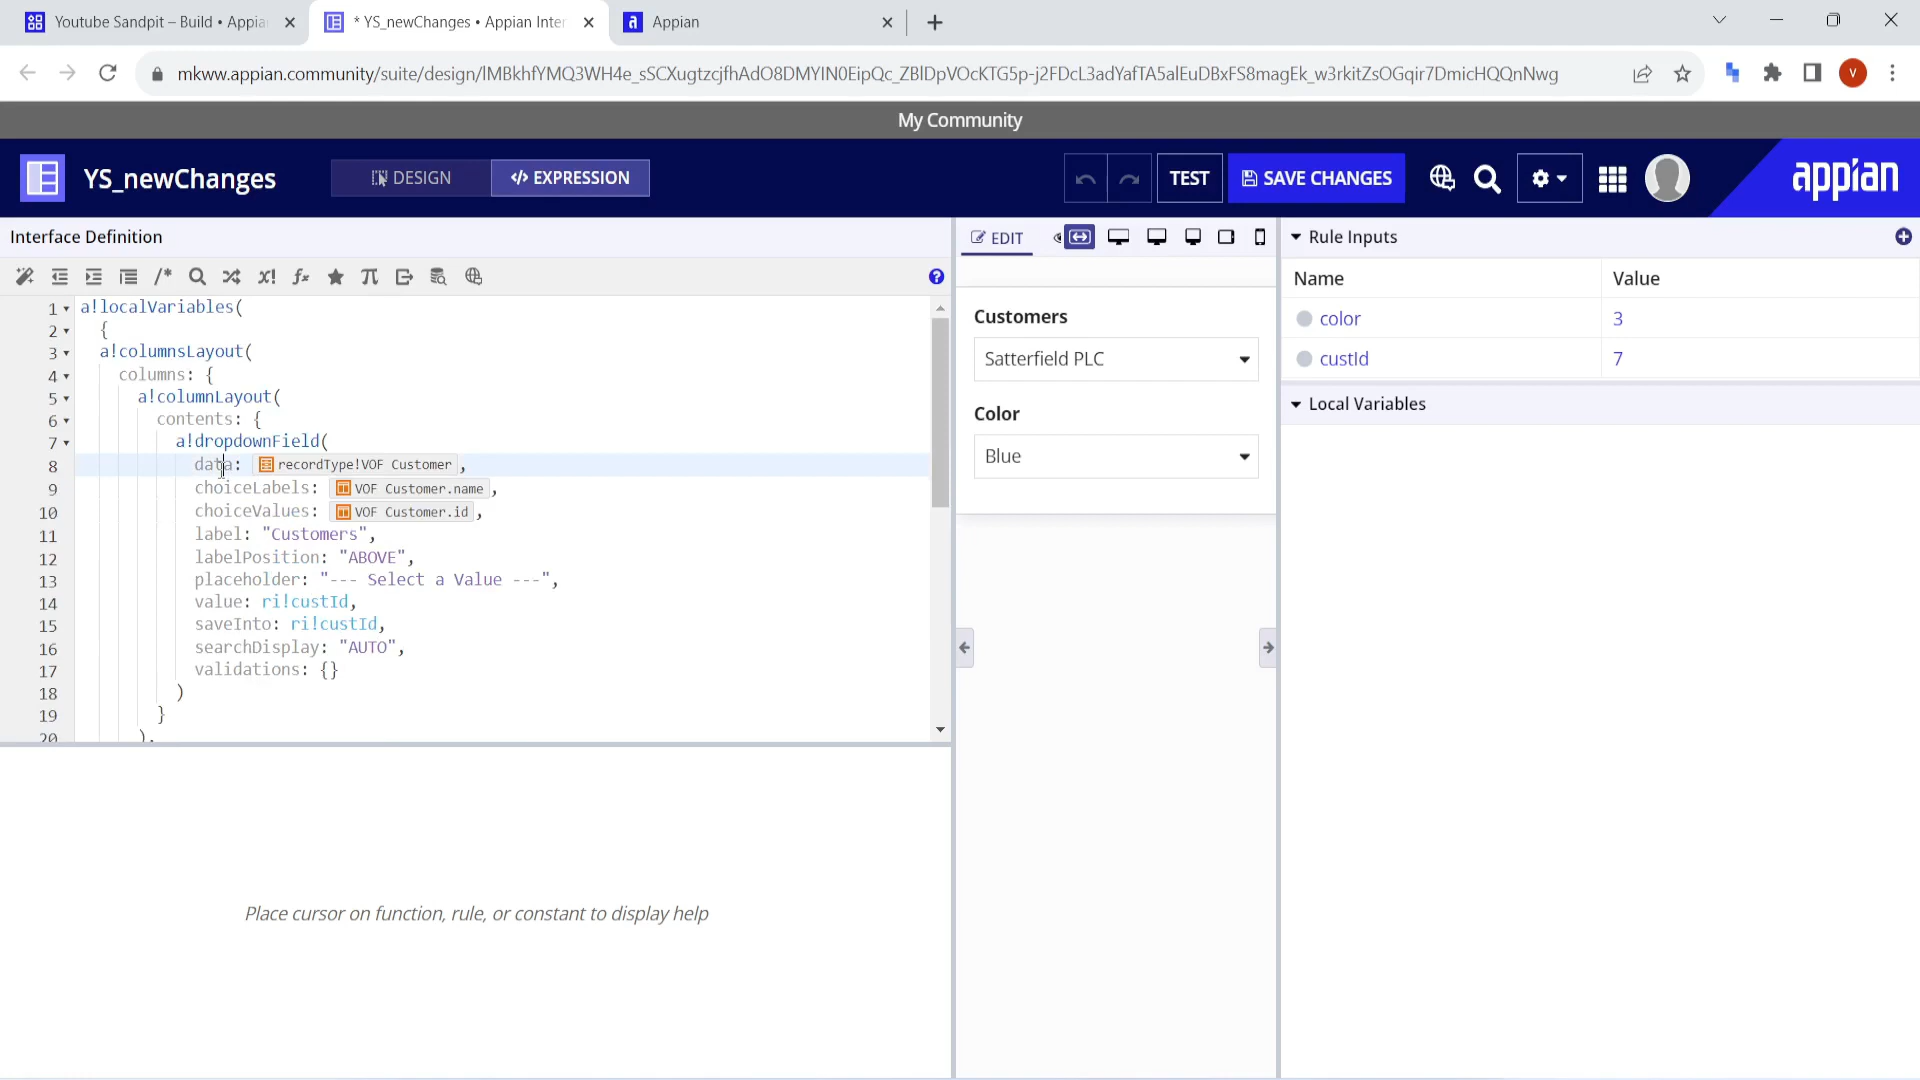 Youtube Sandpit – Build • Appia
* YS_newChanges • Appian Inter
Appian
mkww.appian.community/suite/design/
My Community
YS_newChanges
DESIGN
</> EXPRESSION
TEST
SAVE CHANGES
appian
Interface Definition
EDIT
Rule Inputs
Name
Value
color
3
custId
7
Local Variables
Customers
Satterfield PLC
Color
Blue
1 a!localVariables(
2 {
3 a!columnsLayout(
4 columns: {
5 a!columnLayout(
6 contents: {
7 a!dropdownField(
8 data: recordType!VOF Customer,
9 choiceLabels: VOF Customer.name,
10 choiceValues: VOF Customer.id,
11 label: "Customers",
12 labelPosition: "ABOVE",
13 placeholder: "--- Select a Value ---",
14 value: ri!custId,
15 saveInto: ri!custId,
16 searchDisplay: "AUTO",
17 validations: {}
18 )
19 }
20 ),
Place cursor on function, rule, or constant to display help